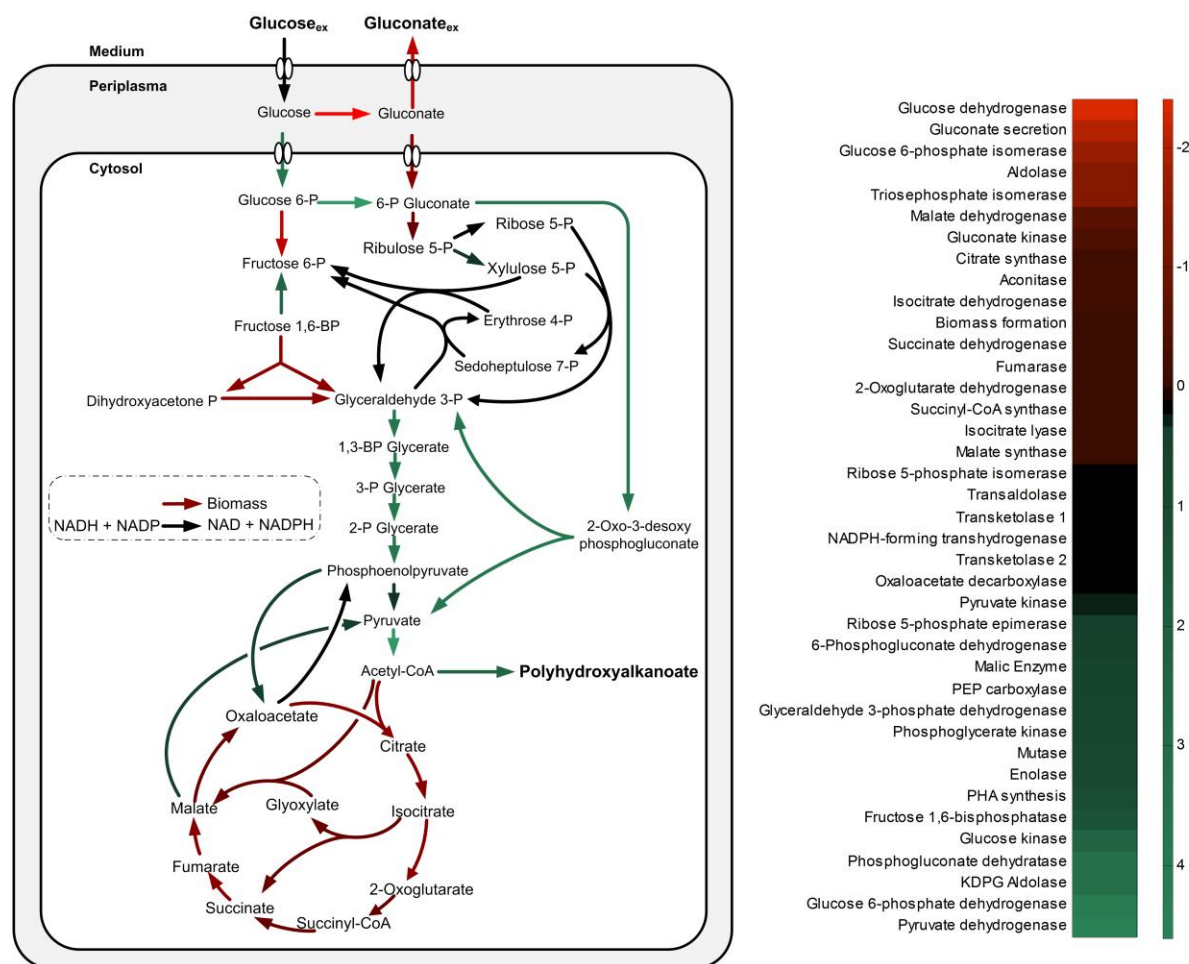 Glucoseex
Gluconateex
Medium
Periplasma
Glucose
Gluconate
Cytosol
Glucose 6-P
6-P Gluconate
Ribose 5-P
Ribulose 5-P
Fructose 6-P
Xylulose 5-P
Fructose 1,6-BP
Erythrose 4-P
Sedoheptulose 7-P
Dihydroxyacetone P
Glyceraldehyde 3-P
1,3-BP Glycerate
3-P Glycerate
Biomass
NADH + NADP
NAD + NADPH
2-P Glycerate
2-Oxo-3-desoxy
phosphogluconate
Phosphoenolpyruvate
Pyruvate
Acetyl-CoA
Polyhydroxyalkanoate
Oxaloacetate
Citrate
Malate
Glyoxylate
Isocitrate
Fumarate
2-Oxoglutarate
Succinate
Succinyl-CoA
Glucose dehydrogenase
Gluconate secretion
Glucose 6-phosphate isomerase
Aldolase
Triosephosphate isomerase
Malate dehydrogenase
Gluconate kinase
Citrate synthase
Aconitase
Isocitrate dehydrogenase
Biomass formation
Succinate dehydrogenase
Fumarase
2-Oxoglutarate dehydrogenase
Succinyl-CoA synthase
Isocitrate lyase
Malate synthase
Ribose 5-phosphate isomerase
Transaldolase
Transketolase 1
NADPH-forming transhydrogenase
Transketolase 2
Oxaloacetate decarboxylase
Pyruvate kinase
Ribose 5-phosphate epimerase
6-Phosphogluconate dehydrogenase
Malic Enzyme
PEP carboxylase
Glyceraldehyde 3-phosphate dehydrogenase
Phosphoglycerate kinase
Mutase
Enolase
PHA synthesis
Fructose 1,6-bisphosphatase
Glucose kinase
Phosphogluconate dehydratase
KDPG Aldolase
Glucose 6-phosphate dehydrogenase
Pyruvate dehydrogenase
-2
-1
0
1
2
3
4